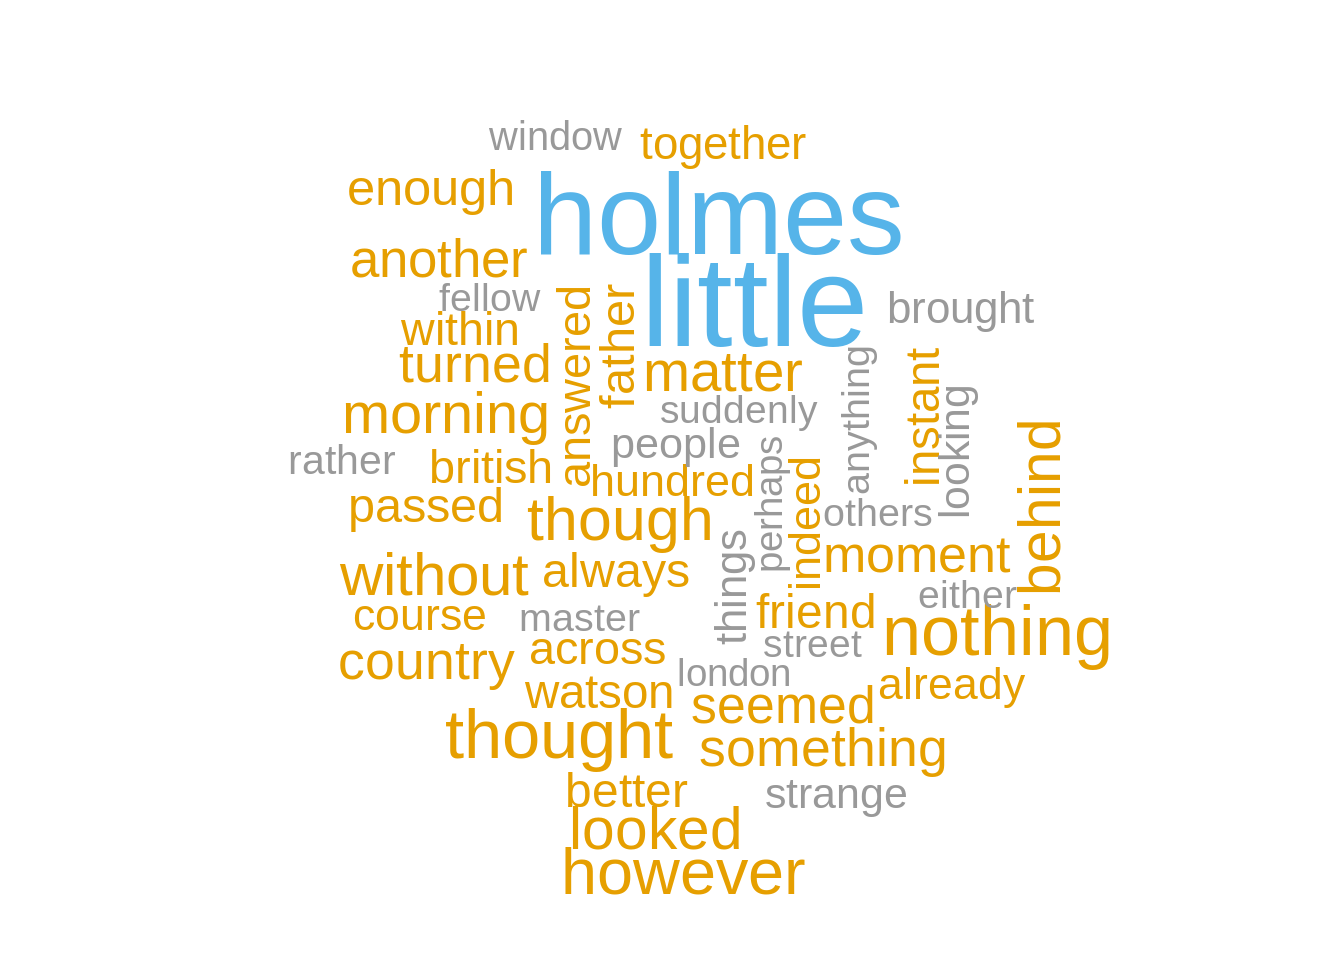 window
together
enough
holmes
another
little
fellow
brought
within
answered
father
turned
matter
anything
instant
morning
suddenly
looking
people
behind
rather
british
hundred
perhaps
indeed
passed
though
others
things
moment
without
always
either
course
master
friend
nothing
across
street
country
london
watson
seemed
already
thought
something
better
strange
looked
however